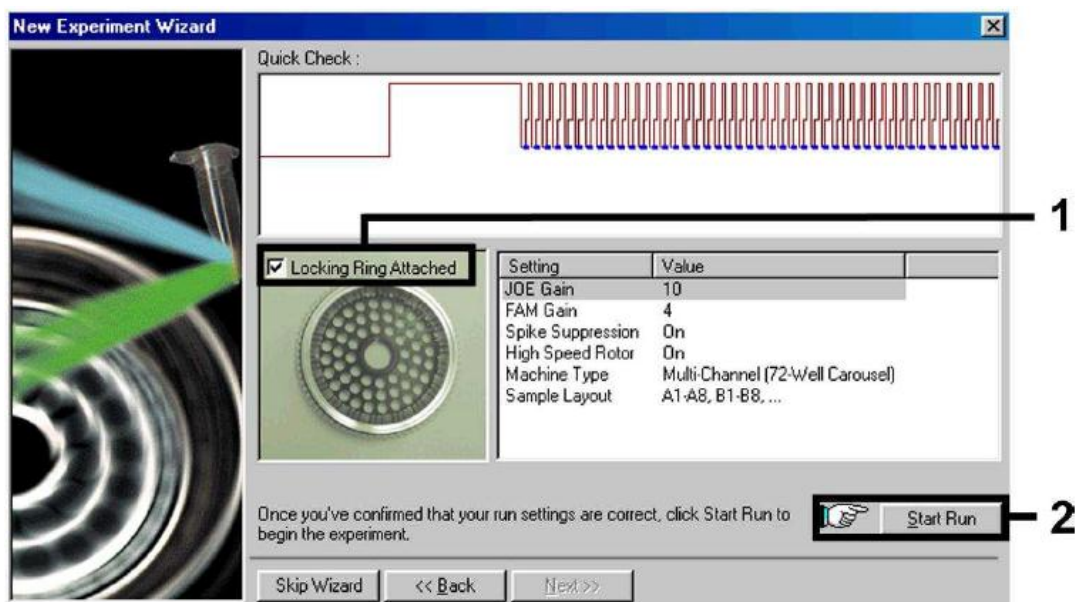 New Experiment Wizard
Quick Check :
1
Locking Ring Attached
Setting Value
JOE Gain 10
FAM Gain 4
Spike Suppression On
High Speed Rotor On
Machine Type Multi-Channel (72-Well Carousel)
Sample Layout A1-A8, B1-B8, ...
Once you've confirmed that your run settings are correct, click Start Run to
begin the experiment.
Start Run
2
Skip Wizard
<< Back
Next >>